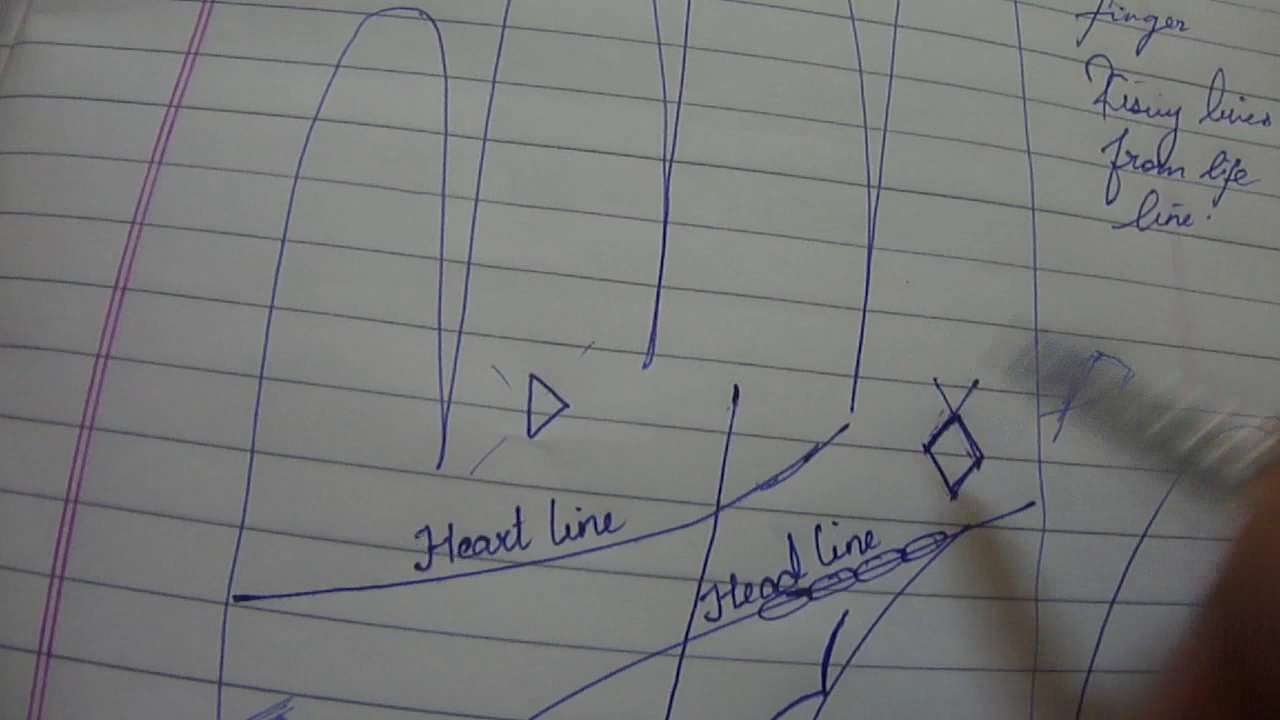 finger
Rising lines
from life
line.
Heart line
Head line